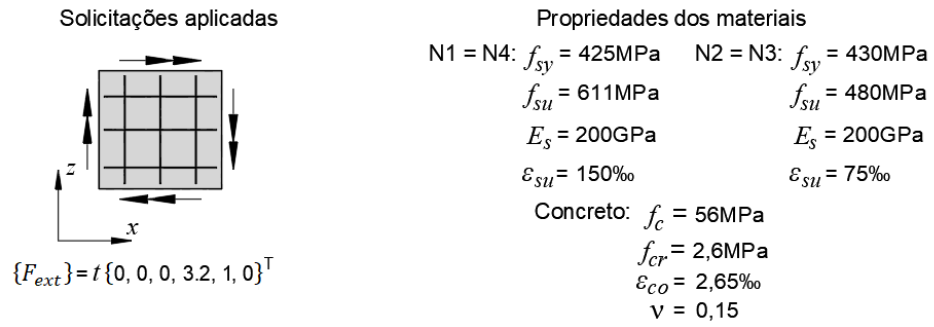 Solicitações aplicadas
z
x
{F_ext} = t {0, 0, 0, 3.2, 1, 0}^T
Propriedades dos materiais
N1 = N4: f_sy = 425MPa N2 = N3: f_sy = 430MPa
f_su = 611MPa f_su = 480MPa
E_s = 200GPa E_s = 200GPa
ε_su = 150‰ ε_su = 75‰
Concreto: f_c = 56MPa
f_cr = 2,6MPa
ε_co = 2,65‰
ν = 0,15